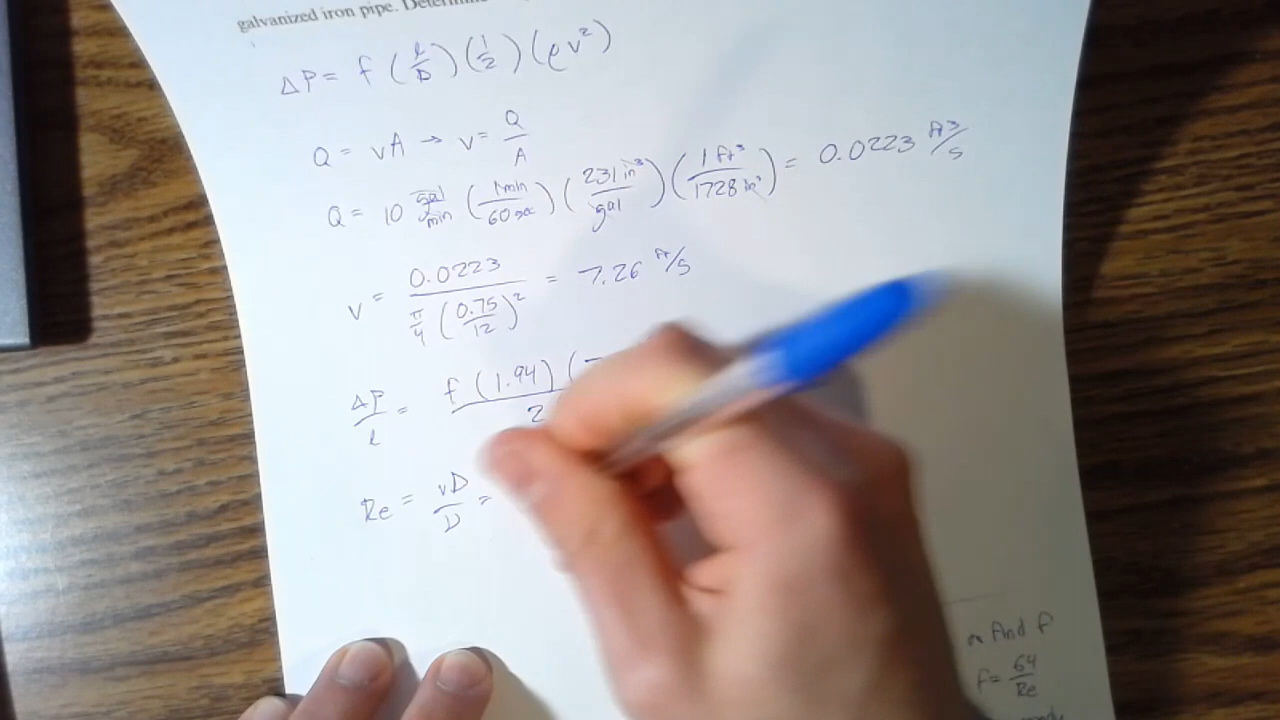 galvanized iron pipe. Determine
ΔP = f (ℓ/D) (1/2) (ρv²)
Q = vA → v = Q/A
Q = 10 gal/min (1 min/60 sec) (231 in³/gal) (1 ft³/1728 in³) = 0.0223 ft³/s
v = 0.0223 / π/4 (0.75/12)² = 7.26 ft/s
ΔP/ℓ = f (1.94) ( / 2
Re = vD/ν =
find f
f = 64/Re